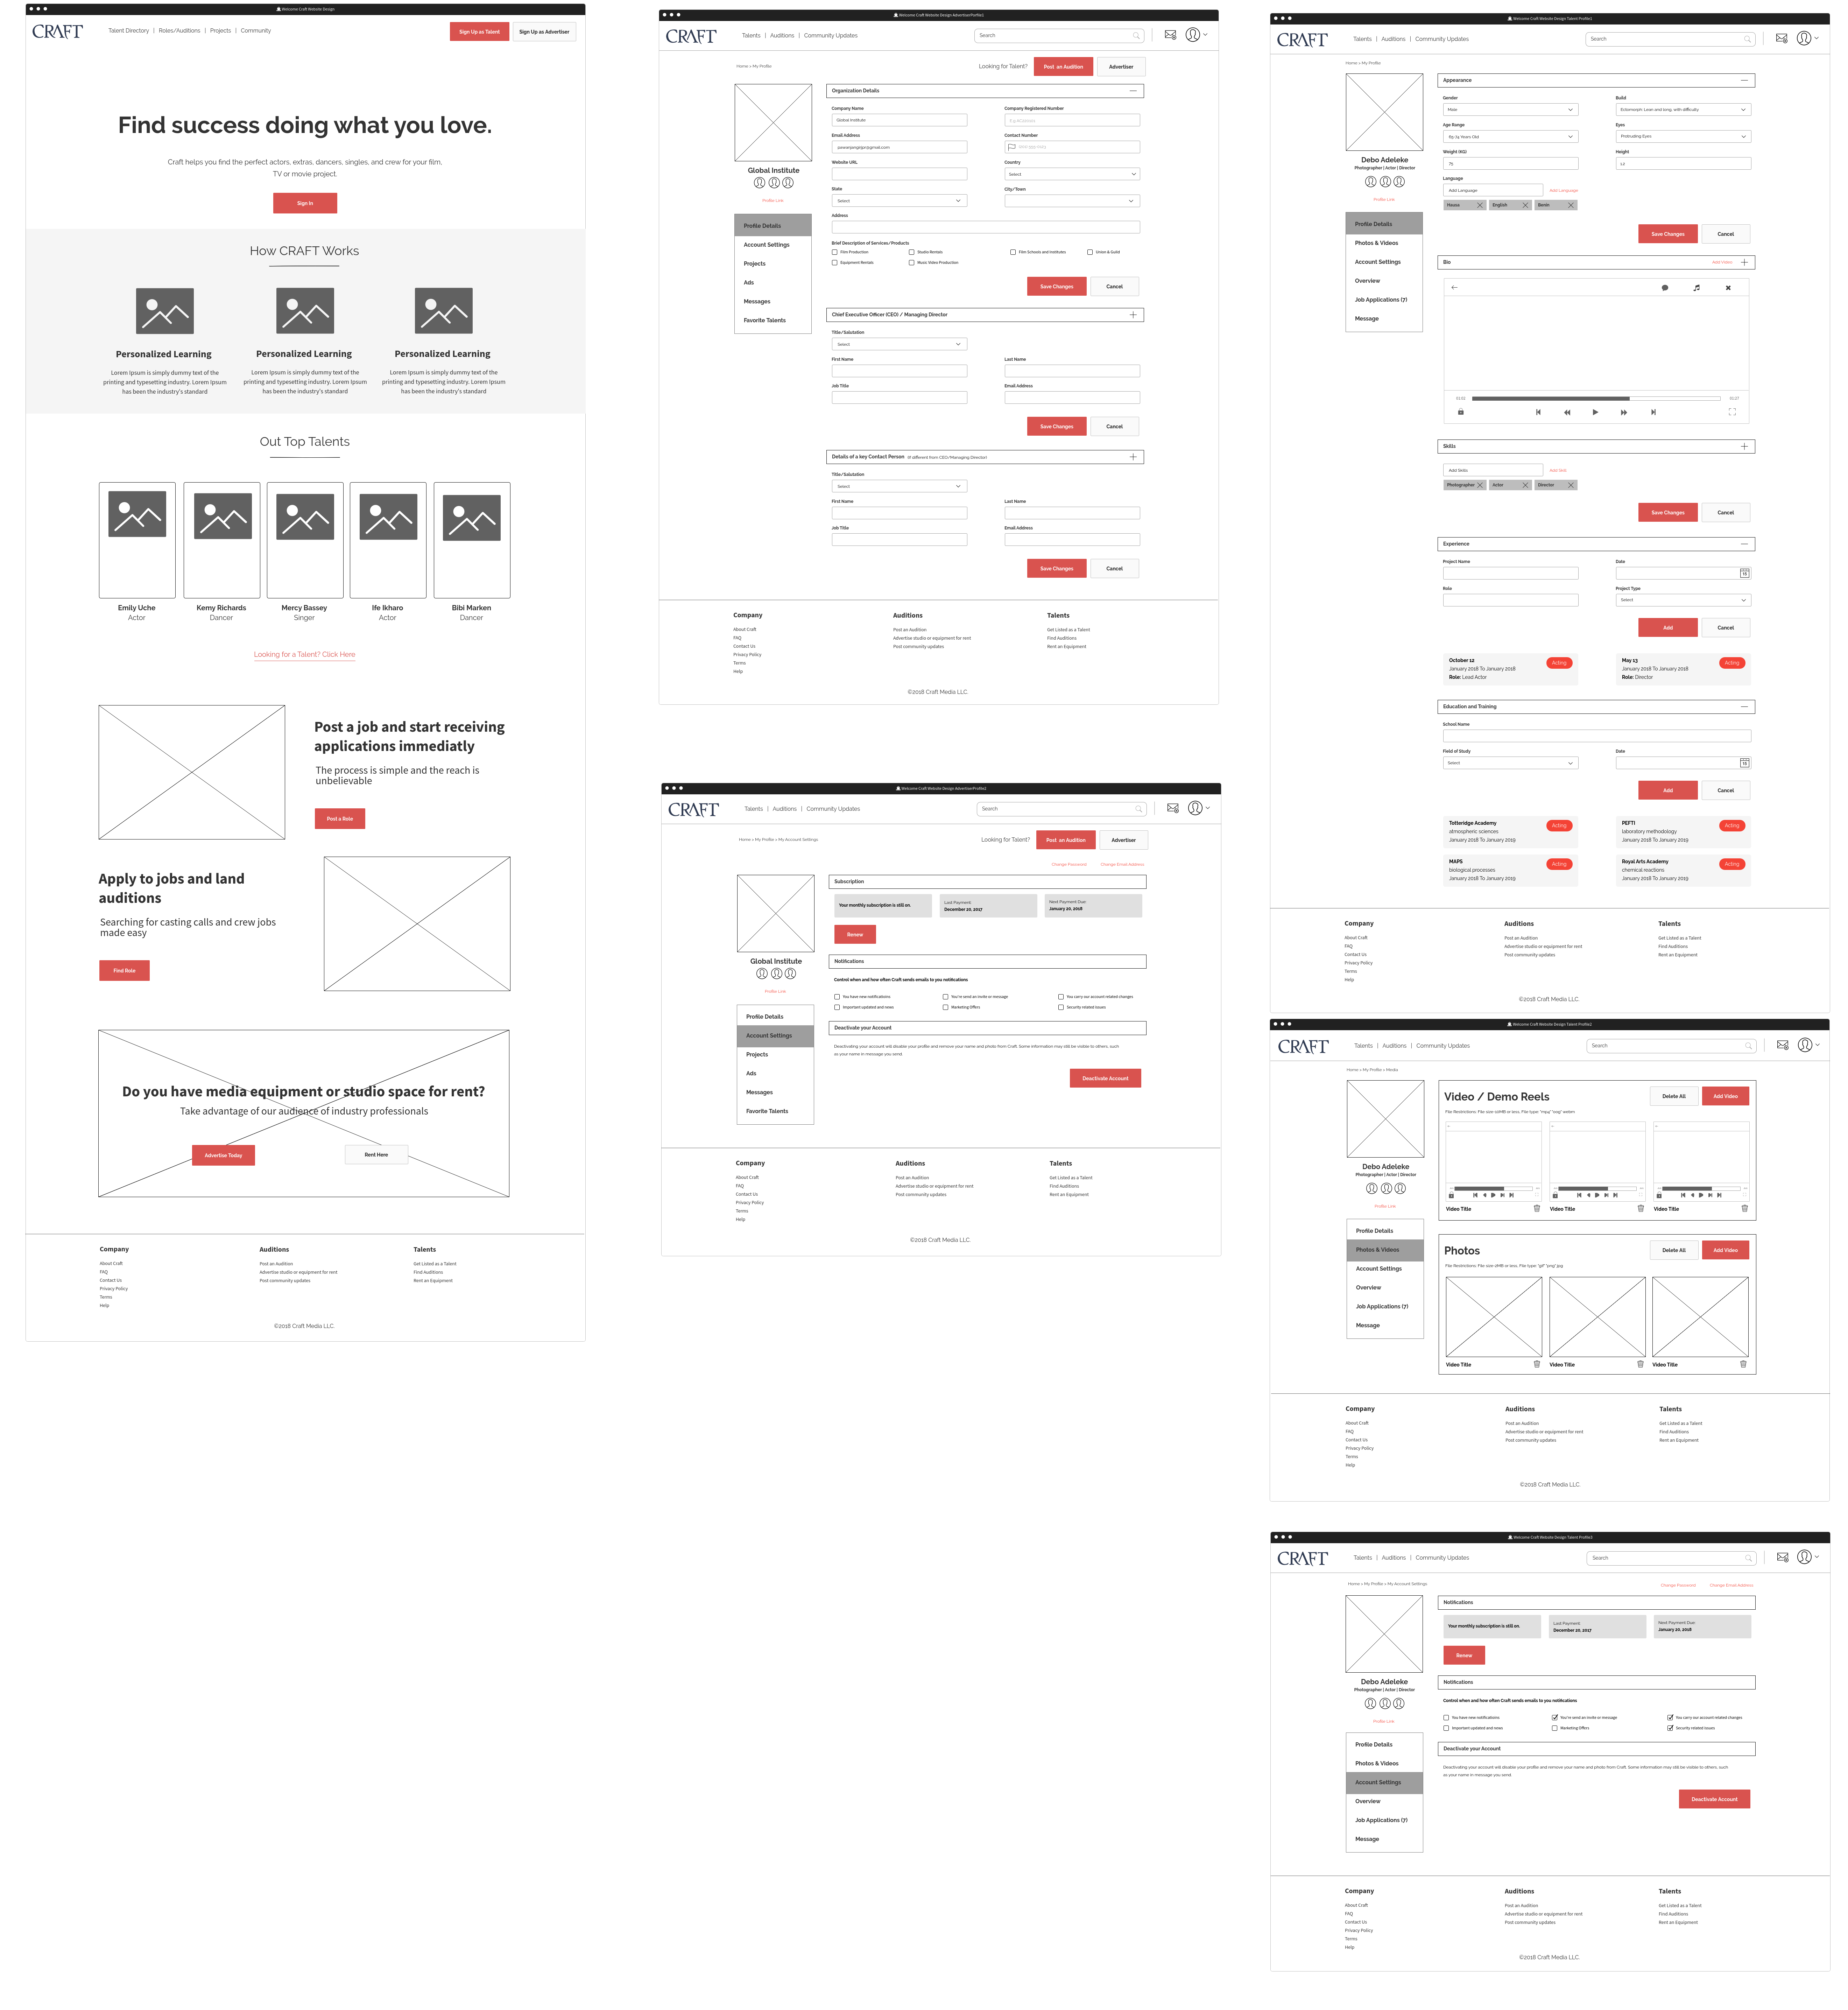 Welcome Craft Website Design
CRAFT
Talent Directory | Roles/Auditions | Projects | Community
Sign Up as Talent
Sign Up as Advertiser
Find success doing what you love.
Craft helps you find the perfect actors, extras, dancers, singles, and crew for your film,
TV or movie project.
Sign In
How CRAFT Works
Personalized Learning
Lorem Ipsum is simply dummy text of the
printing and typesetting industry. Lorem Ipsum
has been the industry's standard
Personalized Learning
Lorem Ipsum is simply dummy text of the
printing and typesetting industry. Lorem Ipsum
has been the industry's standard
Personalized Learning
Lorem Ipsum is simply dummy text of the
printing and typesetting industry. Lorem Ipsum
has been the industry's standard
Out Top Talents
Emily Uche
Actor
Kemy Richards
Dancer
Mercy Bassey
Singer
Ife Ikharo
Actor
Bibi Marken
Dancer
Looking for a Talent? Click Here
Post a job and start receiving
applications immediatly
The process is simple and the reach is
unbelievable
Post a Role
Apply to jobs and land
auditions
Searching for casting calls and crew jobs
made easy
Find Role
Do you have media equipment or studio space for rent?
Take advantage of our audience of industry professionals
Advertise Today
Rent Here
Company
About Craft
FAQ
Contact Us
Privacy Policy
Terms
Help
Auditions
Post an Audition
Advertise studio or equipment for rent
Post community updates
Talents
Get Listed as a Talent
Find Auditions
Rent an Equipment
©2018 Craft Media LLC.
Welcome Craft Website Design AdvertiserPorfile1
CRAFT
Talents | Auditions | Community Updates
Search
Home > My Profile
Looking for Talent?
Post an Audition
Advertiser
Global Institute
Profile Link
Profile Details
Account Settings
Projects
Ads
Messages
Favorite Talents
Organization Details
Company Name
Company Registered Number
Global Institute
Email Address
Contact Number
Website URL
Country
Select
State
City/Town
Select
Address
Brief Description of Services/Products
Film Production
Studio Rentals
Film Schools and Institutes
Union & Guild
Equipment Rentals
Music Video Production
Save Changes
Cancel
Chief Executive Officer (CEO) / Managing Director
Title/Salutation
Select
First Name
Last Name
Job Title
Email Address
Save Changes
Cancel
Details of a key Contact Person (if different from CEO/Managing Director)
Title/Salutation
Select
First Name
Last Name
Job Title
Email Address
Save Changes
Cancel
Company
About Craft
FAQ
Contact Us
Privacy Policy
Terms
Help
Auditions
Post an Audition
Advertise studio or equipment for rent
Post community updates
Talents
Get Listed as a Talent
Find Auditions
Rent an Equipment
©2018 Craft Media LLC.
Welcome Craft Website Design AdvertiserProfile2
CRAFT
Talents | Auditions | Community Updates
Search
Home > My Profile > My Account Settings
Looking for Talent?
Post an Audition
Advertiser
Change Password
Change Email Address
Global Institute
Profile Link
Profile Details
Account Settings
Projects
Ads
Messages
Favorite Talents
Subscription
Your monthly subscription is still on.
Last Payment
December 20, 2017
Next Payment Due:
January 20, 2018
Renew
Notifications
Control when and how often Craft sends emails to you notifications
You have new notifications
You're send an invite or message
You carry our account related changes
Important updated and news
Marketing Offers
Security related issues
Deactivate your Account
Deactivating your account will disable your profile and remove your name and photo from Craft. Some information may still be visible to others, such
as your name in message you send.
Deactivate Account
Company
About Craft
FAQ
Contact Us
Privacy Policy
Terms
Help
Auditions
Post an Audition
Advertise studio or equipment for rent
Post community updates
Talents
Get Listed as a Talent
Find Auditions
Rent an Equipment
©2018 Craft Media LLC.
Welcome Craft Website Design Talent Profile1
CRAFT
Talents | Auditions | Community Updates
Search
Home > My Profile
Debo Adeleke
Photographer | Actor | Director
Profile Link
Profile Details
Photos & Videos
Account Settings
Overview
Job Applications (7)
Message
Appearance
Gender
Build
Male
Ectomorph: Lean and long, with difficulty
Age Range
Eyes
69-74 Years Old
Protruding Eyes
Weight (KG)
Height
75
1.2
Language
Add Language
Add Language
Hausa
English
Benin
Save Changes
Cancel
Bio
Add Video
Skills
Add Skills
Add Skill
Photographer
Actor
Director
Save Changes
Cancel
Experience
Project Name
Date
Role
Project Type
Select
Add
Cancel
October 12
January 2018 To January 2018
Role: Lead Actor
Acting
May 13
January 2018 To January 2018
Role: Director
Acting
Education and Training
School Name
Field of Study
Date
Select
Add
Cancel
Totteridge Academy
atmospheric sciences
January 2018 To January 2019
Acting
PEFTI
laboratory methodology
January 2018 To January 2019
Acting
MAPS
biological processes
January 2018 To January 2019
Acting
Royal Arts Academy
chemical reactions
January 2018 To January 2019
Acting
Company
About Craft
FAQ
Contact Us
Privacy Policy
Terms
Help
Auditions
Post an Audition
Advertise studio or equipment for rent
Post community updates
Talents
Get Listed as a Talent
Find Auditions
Rent an Equipment
©2018 Craft Media LLC.
Welcome Craft Website Design Talent Profile2
CRAFT
Talents | Auditions | Community Updates
Search
Home > My Profile > Media
Debo Adeleke
Photographer | Actor | Director
Profile Link
Profile Details
Photos & Videos
Account Settings
Overview
Job Applications (7)
Message
Video / Demo Reels
Delete All
Add Video
Video Title
Video Title
Video Title
Photos
Delete All
Add Video
Video Title
Video Title
Video Title
Company
About Craft
FAQ
Contact Us
Privacy Policy
Terms
Help
Auditions
Post an Audition
Advertise studio or equipment for rent
Post community updates
Talents
Get Listed as a Talent
Find Auditions
Rent an Equipment
©2018 Craft Media LLC.
Welcome Craft Website Design Talent Profile3
CRAFT
Talents | Auditions | Community Updates
Search
Home > My Profile > My Account Settings
Change Password
Change Email Address
Debo Adeleke
Photographer | Actor | Director
Profile Link
Profile Details
Photos & Videos
Account Settings
Overview
Job Applications (7)
Message
Notifications
Your monthly subscription is still on.
Last Payment
December 20, 2017
Next Payment Due:
January 20, 2018
Renew
Notifications
Control when and how often Craft sends emails to you notifications
You have new notifications
You're send an invite or message
You carry our account related changes
Important updated and news
Marketing Offers
Security related issues
Deactivate your Account
Deactivating your account will disable your profile and remove your name and photo from Craft. Some information may still be visible to others, such
as your name in message you send.
Deactivate Account
Company
About Craft
FAQ
Contact Us
Privacy Policy
Terms
Help
Auditions
Post an Audition
Advertise studio or equipment for rent
Post community updates
Talents
Get Listed as a Talent
Find Auditions
Rent an Equipment
©2018 Craft Media LLC.